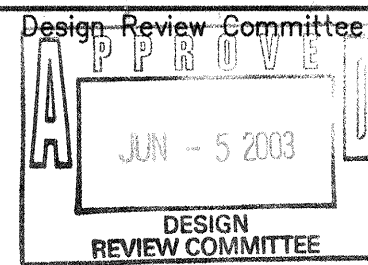 Design Review Committee
APPROVED
JUN - 5 2003
DESIGN
REVIEW COMMITTEE